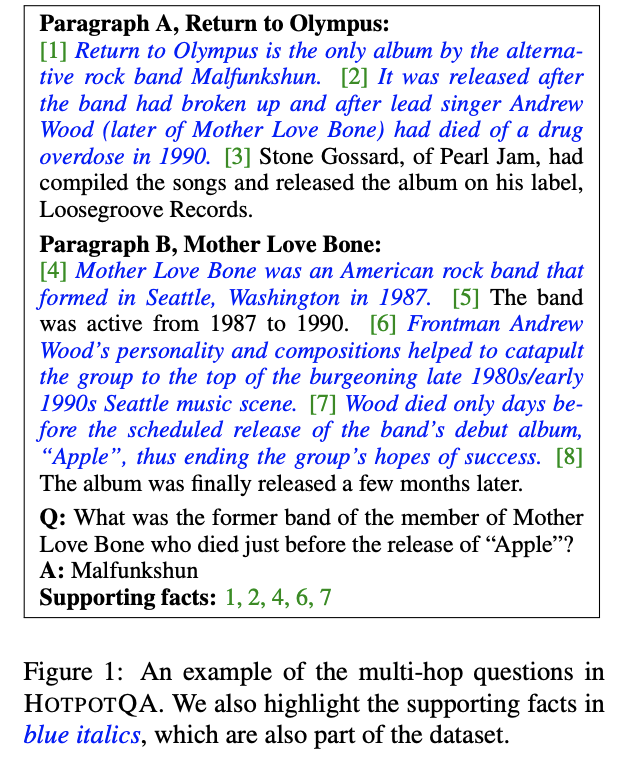 Paragraph A, Return to Olympus:
[1] Return to Olympus is the only album by the alterna-
tive rock band Malfunkshun. [2] It was released after
the band had broken up and after lead singer Andrew
Wood (later of Mother Love Bone) had died of a drug
overdose in 1990. [3] Stone Gossard, of Pearl Jam, had
compiled the songs and released the album on his label,
Loosegroove Records.
Paragraph B, Mother Love Bone:
[4] Mother Love Bone was an American rock band that
formed in Seattle, Washington in 1987. [5] The band
was active from 1987 to 1990. [6] Frontman Andrew
Wood's personality and compositions helped to catapult
the group to the top of the burgeoning late 1980s/early
1990s Seattle music scene. [7] Wood died only days be-
fore the scheduled release of the band's debut album,
“Apple”, thus ending the group's hopes of success. [8]
The album was finally released a few months later.
Q: What was the former band of the member of Mother
Love Bone who died just before the release of “Apple”?
A: Malfunkshun
Supporting facts: 1, 2, 4, 6, 7
Figure 1: An example of the multi-hop questions in
HOTPOTQA. We also highlight the supporting facts in
blue italics, which are also part of the dataset.